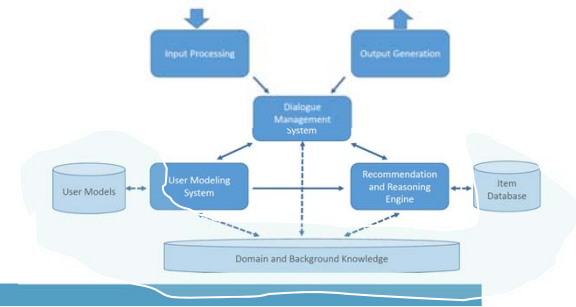 Input Processing
Output Generation
Dialogue
Management
System
User Models
User Modeling
System
Recommendation
and Reasoning
Engine
Item
Database
Domain and Background Knowledge